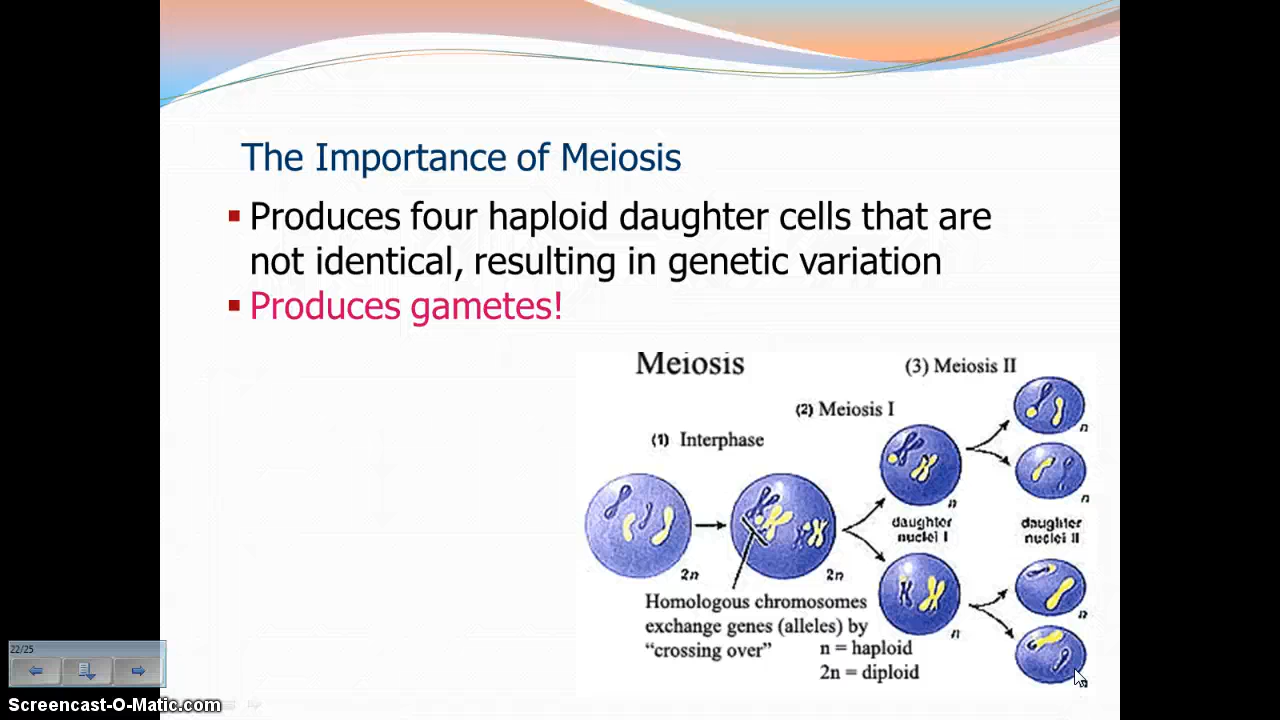 The Importance of Meiosis
▪ Produces four haploid daughter cells that are
not identical, resulting in genetic variation
▪ Produces gametes!
Meiosis
(3) Meiosis II
(2) Meiosis I
(1) Interphase
n
n
n
daughter
nuclei I
daughter
nuclei II
2n
2n
Homologous chromosomes
exchange genes (alleles) by
"crossing over"
n = haploid
2n = diploid
n
n
n
22/25
Screencast-O-Matic.com